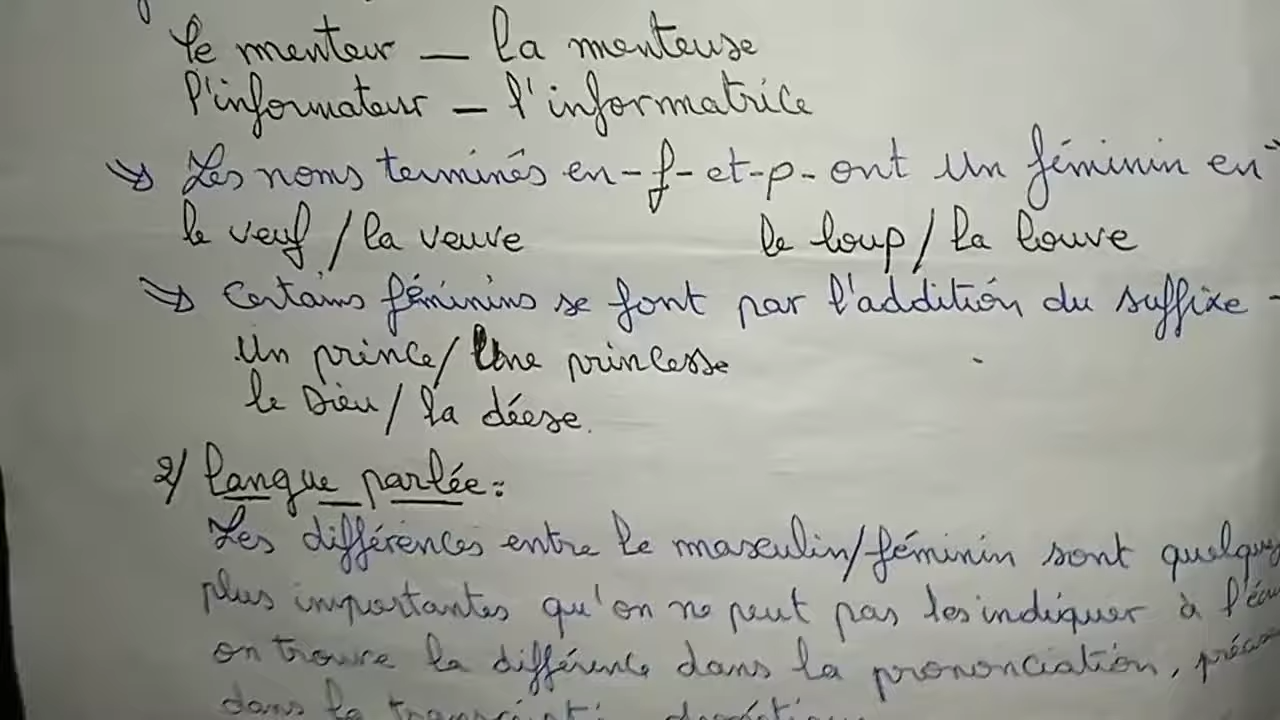 le menteur — la menteuse
l'informateur — l'informatrice
Les noms terminés en -f- et -p- ont un féminin en
le veuf / la veuve le loup / la louve
Certains féminins se font par l'addition du suffixe -
Un prince / Une princesse
le Dieu / la déese.
2/ Langue parlée :
Les différences entre le masculin/féminin sont
plus importantes qu'on ne peut pas les indiquer à
on trouve la différence dans la prononciation,
dans la